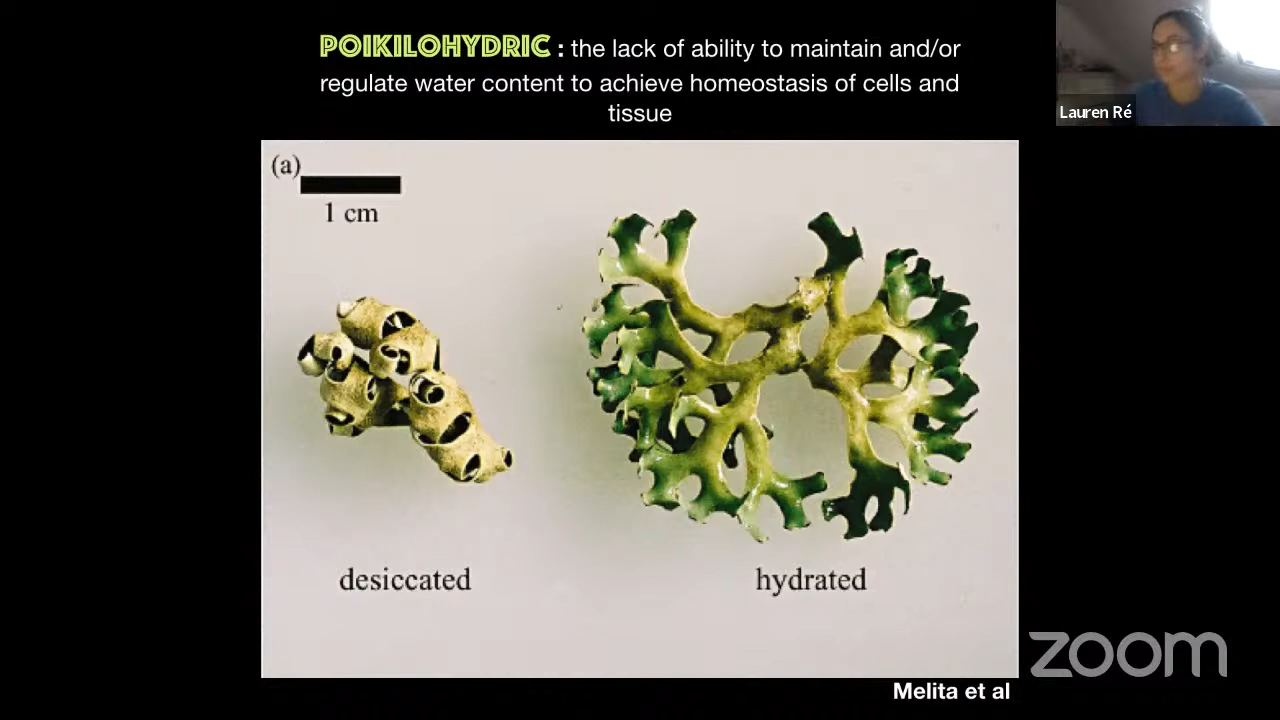 POIKILOHYDRIC : the lack of ability to maintain and/or
regulate water content to achieve homeostasis of cells and
tissue
Lauren Ré
(a)
1 cm
desiccated
hydrated
zoom
Melita et al